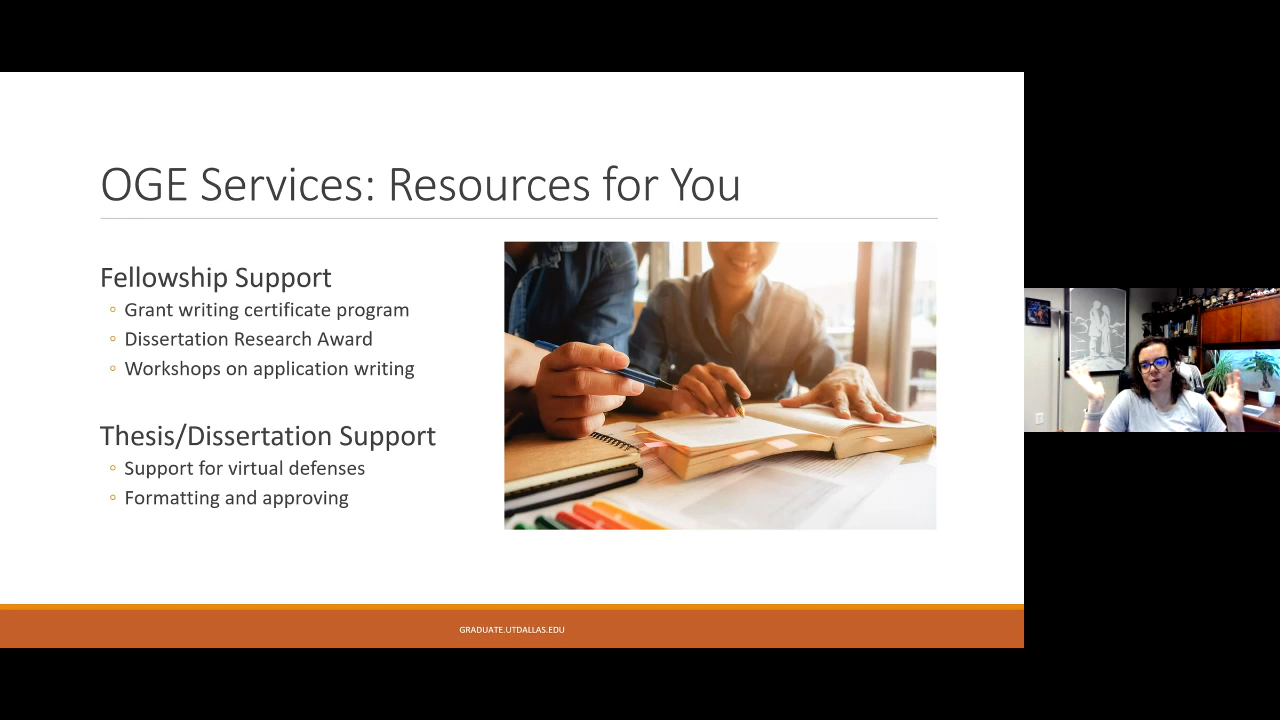 OGE Services: Resources for You
Fellowship Support
◦ Grant writing certificate program
◦ Dissertation Research Award
◦ Workshops on application writing
Thesis/Dissertation Support
◦ Support for virtual defenses
◦ Formatting and approving
GRADUATE.UTDALLAS.EDU